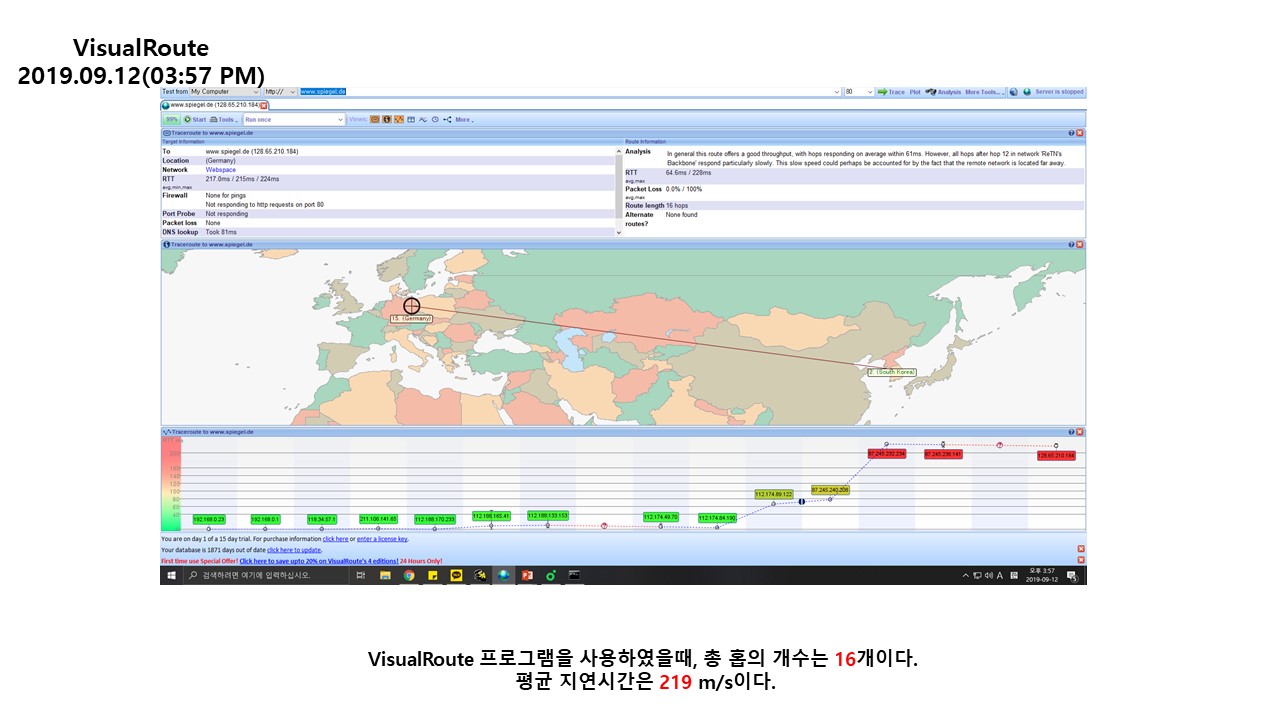 VisualRoute
2019.09.12(03:57 PM)
Test from My Computer http:// www.spiegel.de 80 Trace Plot Analysis More Tools... Server is stopped
www.spiegel.de (128.65.210.184)
99% Start Tools Run once Views: More
Traceroute to www.spiegel.de
Target Information Route Information
To www.spiegel.de (128.65.210.184)
Location (Germany)
Network Webspace
RTT 217.0ms / 215ms / 224ms
avg,min,max
Firewall None for pings
Not responding to http requests on port 80
Port Probe Not responding
Packet loss None
DNS lookup Took 81ms
Analysis In general this route offers a good throughput, with hops responding on average within 61ms. However, all hops after hop 12 in network 'ReTN's
Backbone' respond particularly slowly. This slow speed could perhaps be accounted for by the fact that the remote network is located far away.
RTT 64.6ms / 228ms
avg,max
Packet Loss 0.0% / 100%
avg,max
Route length 16 hops
Alternate None found
routes?
Traceroute to www.spiegel.de
15. (Germany)
2. (South Korea)
Traceroute to www.spiegel.de
200
160
140
120
100
80
60
40
192.168.0.23
192.168.0.1
118.34.57.1
211.106.141.65
112.188.170.233
112.188.165.41
112.188.133.153
112.174.49.70
112.174.84.190
112.174.89.122
87.245.240.206
87.245.232.234
87.245.236.141
128.65.210.184
You are on day 1 of a 15 day trial. For purchase information click here or enter a license key.
Your database is 1871 days out of date click here to update.
First time use Special Offer! Click here to save upto 20% on VisualRoute's 4 editions! 24 Hours Only!
검색하려면 여기에 입력하십시오.
A
오후 3:57
2019-09-12
VisualRoute 프로그램을 사용하였을때, 총 홉의 개수는 16개이다.
평균 지연시간은 219 m/s이다.